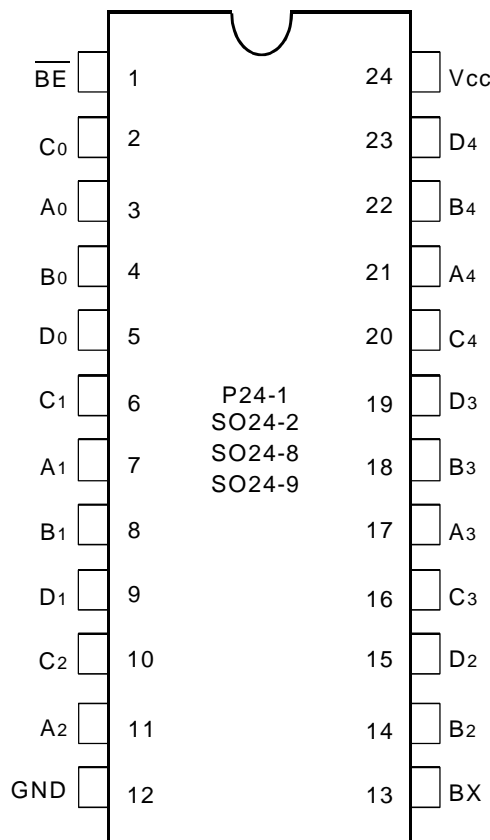 B̅E̅ 1 24 Vcc
C0 2 23 D4
A0 3 22 B4
B0 4 21 A4
D0 5 20 C4
C1 6 P24-1 19 D3
SO24-2
A1 7 SO24-8 18 B3
SO24-9
B1 8 17 A3
D1 9 16 C3
C2 10 15 D2
A2 11 14 B2
GND 12 13 BX